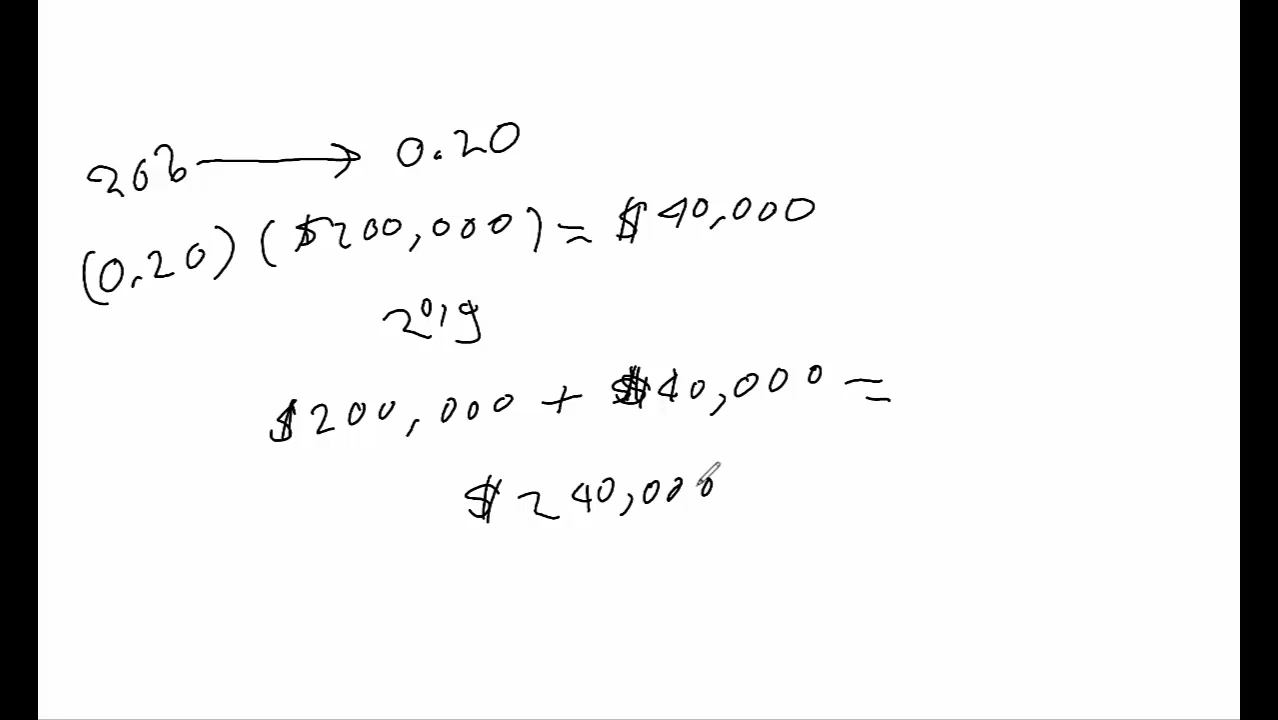 20% → 0.20
(0.20) ($200,000) = $40,000
2019
$200,000 + $40,000 =
$240,000